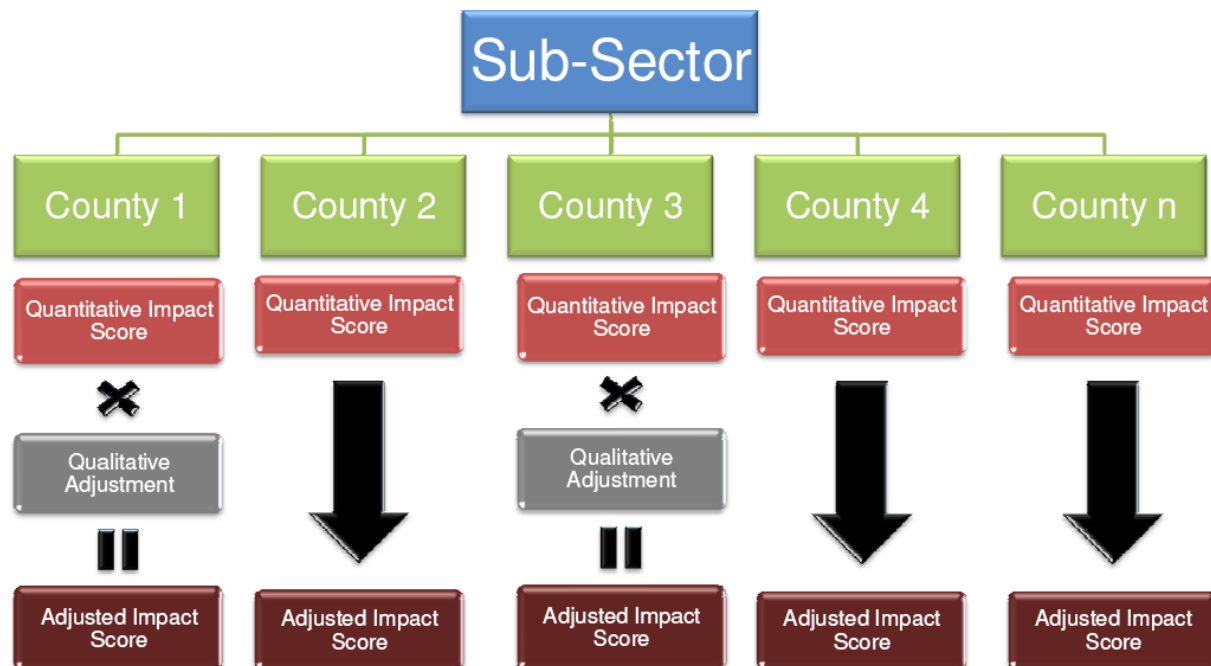 Sub-Sector
County 1
County 2
County 3
County 4
County n
Quantitative Impact
Score
Quantitative Impact
Score
Quantitative Impact
Score
Quantitative Impact
Score
Quantitative Impact
Score
Qualitative
Adjustment
Qualitative
Adjustment
Adjusted Impact
Score
Adjusted Impact
Score
Adjusted Impact
Score
Adjusted Impact
Score
Adjusted Impact
Score